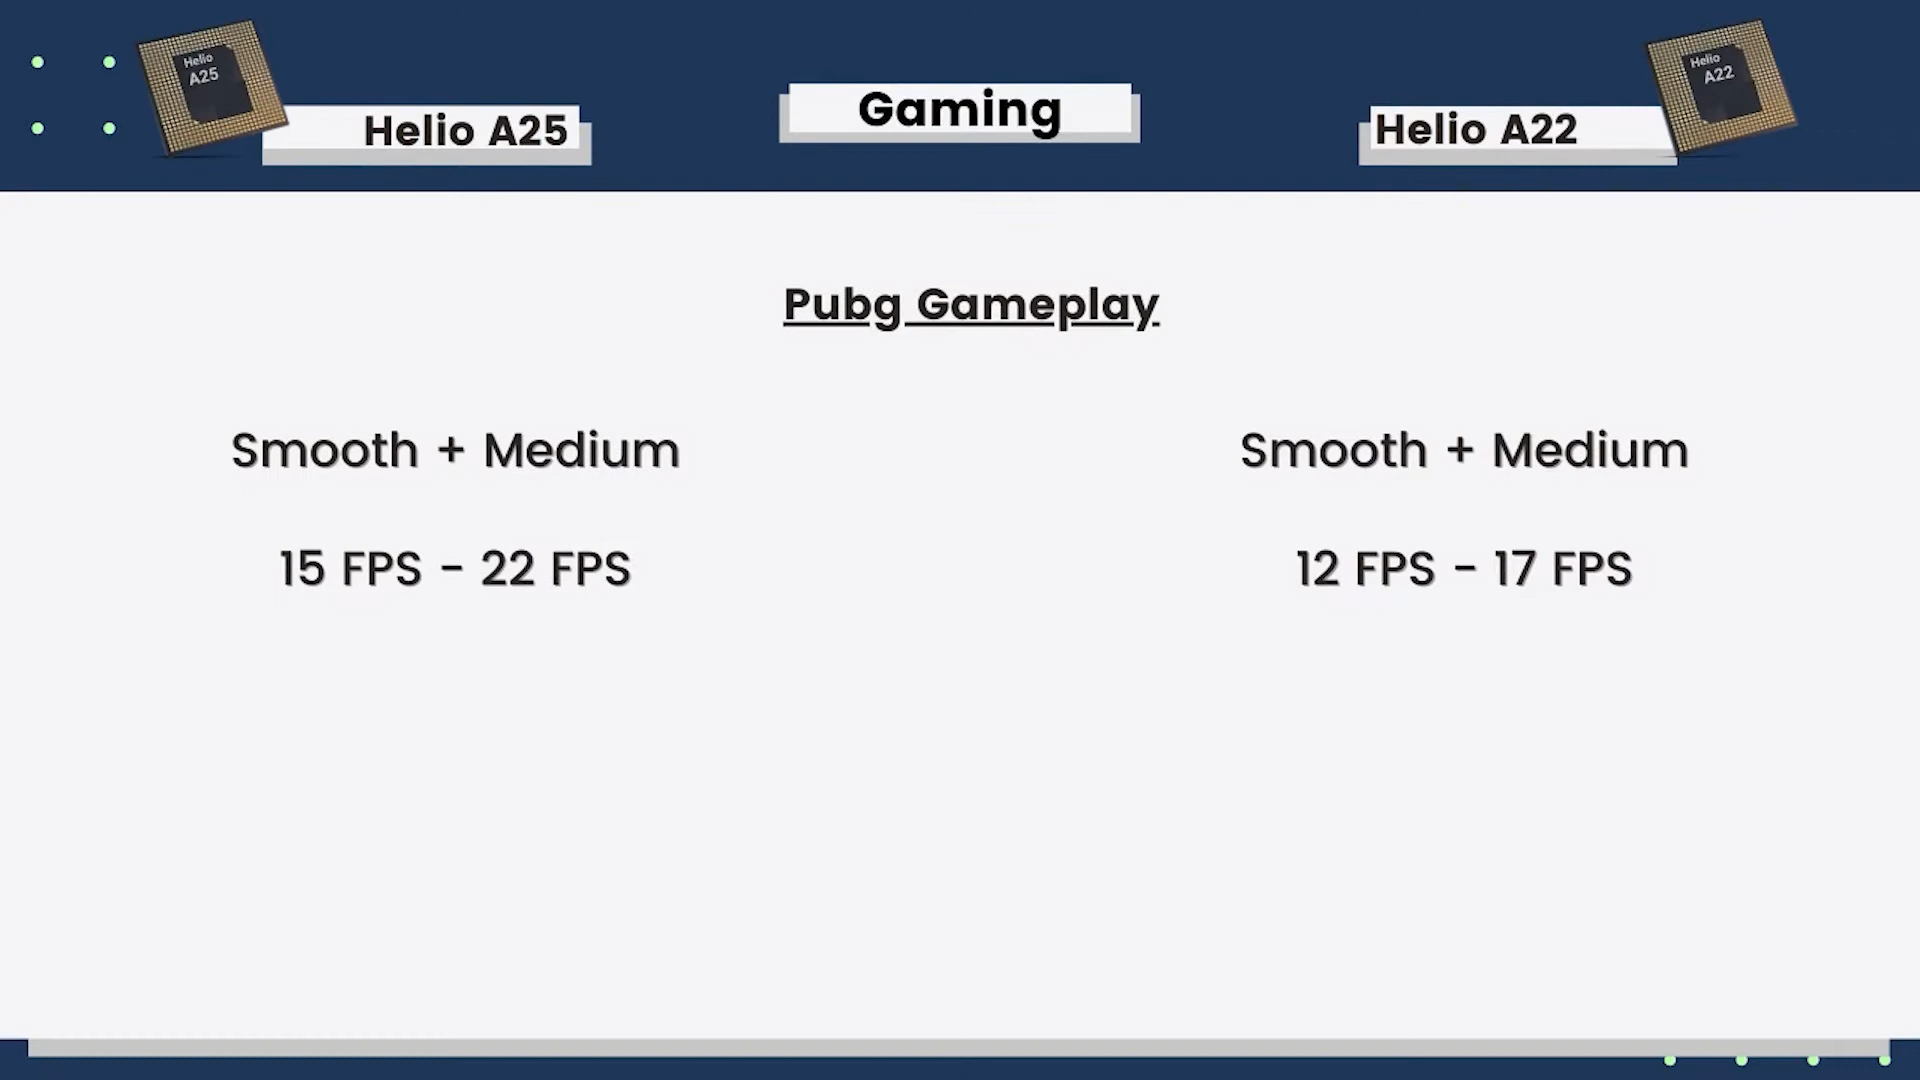 Helio
A25
Helio A25
Gaming
Helio A22
Helio
A22
Pubg Gameplay
Smooth + Medium
Smooth + Medium
15 FPS - 22 FPS
12 FPS - 17 FPS